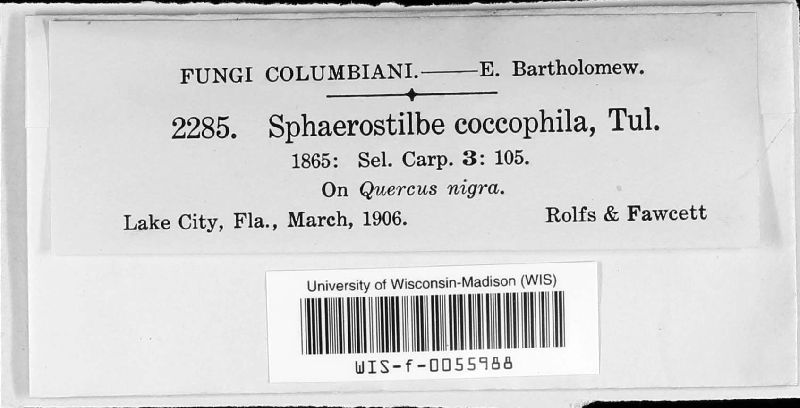 FUNGI COLUMBIANI.——E. Bartholomew.
2285. Sphaerostilbe coccophila, Tul.
1865: Sel. Carp. 3: 105.
On Quercus nigra.
Lake City, Fla., March, 1906. Rolfs & Fawcett
University of Wisconsin-Madison (WIS)
WIS-f-0055988